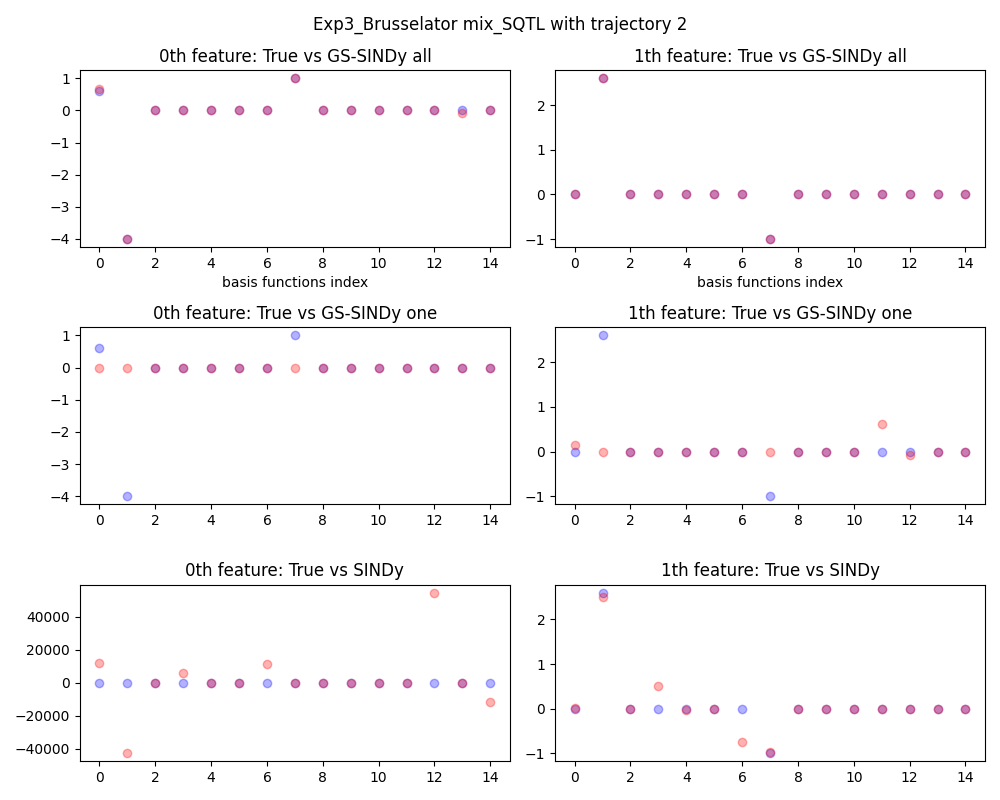 Exp3_Brusselator mix_SQTL with trajectory 2
0th feature: True vs GS-SINDy all
1
0
−1
−2
−3
−4
0 2 4 6 8 10 12 14
basis functions index
1th feature: True vs GS-SINDy all
2
1
0
−1
0 2 4 6 8 10 12 14
basis functions index
0th feature: True vs GS-SINDy one
1
0
−1
−2
−3
−4
0 2 4 6 8 10 12 14
1th feature: True vs GS-SINDy one
2
1
0
−1
0 2 4 6 8 10 12 14
0th feature: True vs SINDy
40000
20000
0
−20000
−40000
0 2 4 6 8 10 12 14
1th feature: True vs SINDy
2
1
0
−1
0 2 4 6 8 10 12 14